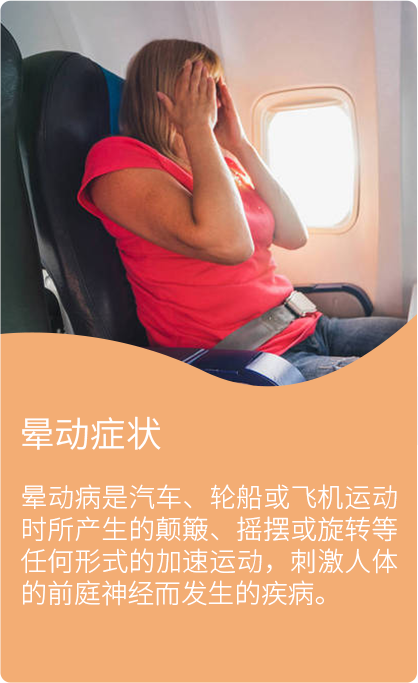 晕动症状
晕动病是汽车、轮船或飞机运动
时所产生的颠簸、摇摆或旋转等
任何形式的加速运动，刺激人体
的前庭神经而发生的疾病。